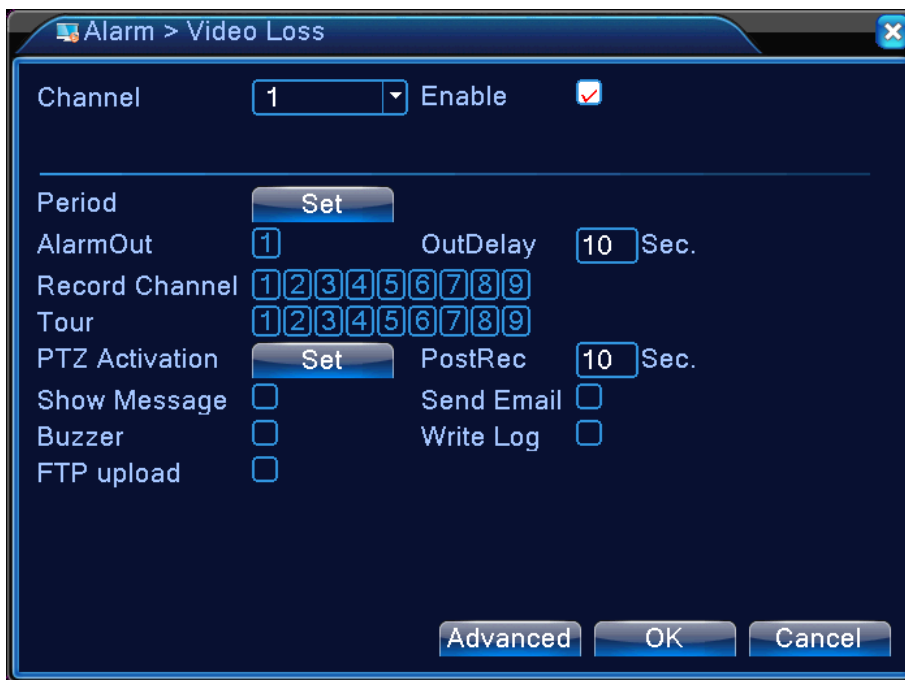 Alarm > Video Loss
Channel 1 Enable
Period Set
AlarmOut 1 OutDelay 10 Sec.
Record Channel 1 2 3 4 5 6 7 8 9
Tour 1 2 3 4 5 6 7 8 9
PTZ Activation Set PostRec 10 Sec.
Show Message Send Email
Buzzer Write Log
FTP upload
Advanced OK Cancel